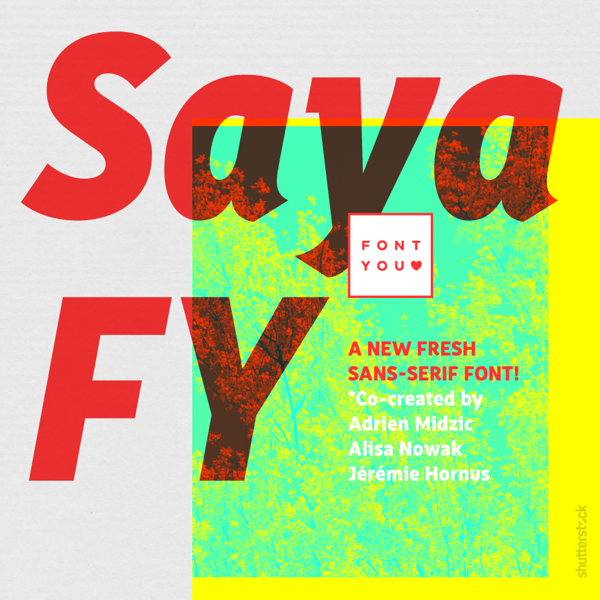 Saya
FY
FONT
YOU♥
A NEW FRESH
SANS-SERIF FONT!
*Co-created by
Adrien Midzic
Alisa Nowak
Jérémie Hornus
shutterstock